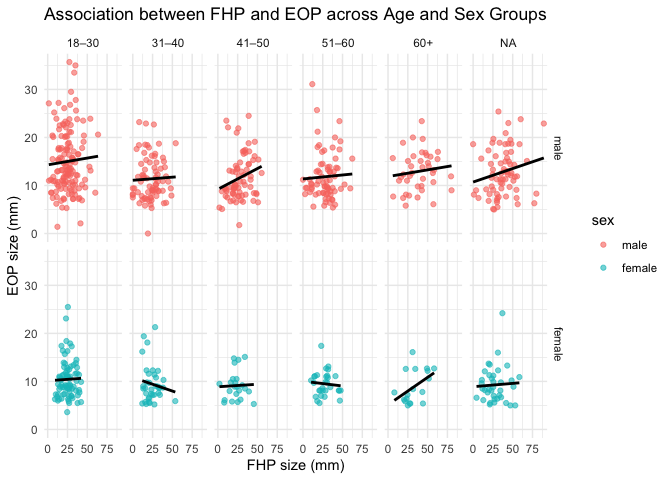 Association between FHP and EOP across Age and Sex Groups
18–30 31–40 41–50 51–60 60+ NA
30
20
10
0
male
30
20
10
0
female
EOP size (mm)
0 25 50 75 0 25 50 75 0 25 50 75 0 25 50 75 0 25 50 75 0 25 50 75
FHP size (mm)
sex
male
female